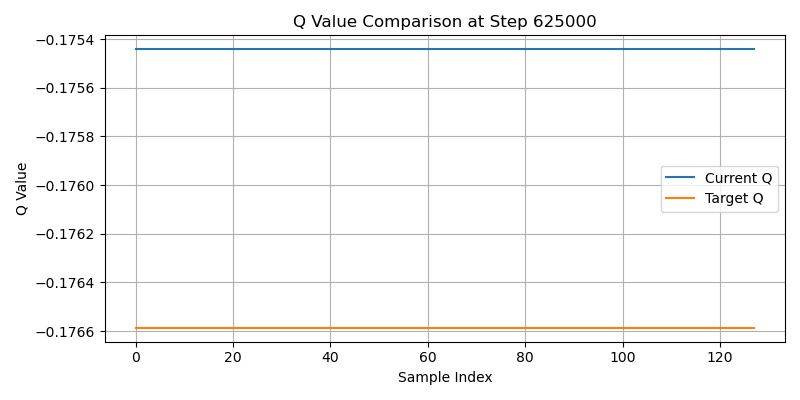 Q Value Comparison at Step 625000
−0.1754
−0.1756
−0.1758
−0.1760
−0.1762
−0.1764
−0.1766
Q Value
Current Q
Target Q
0 20 40 60 80 100 120
Sample Index